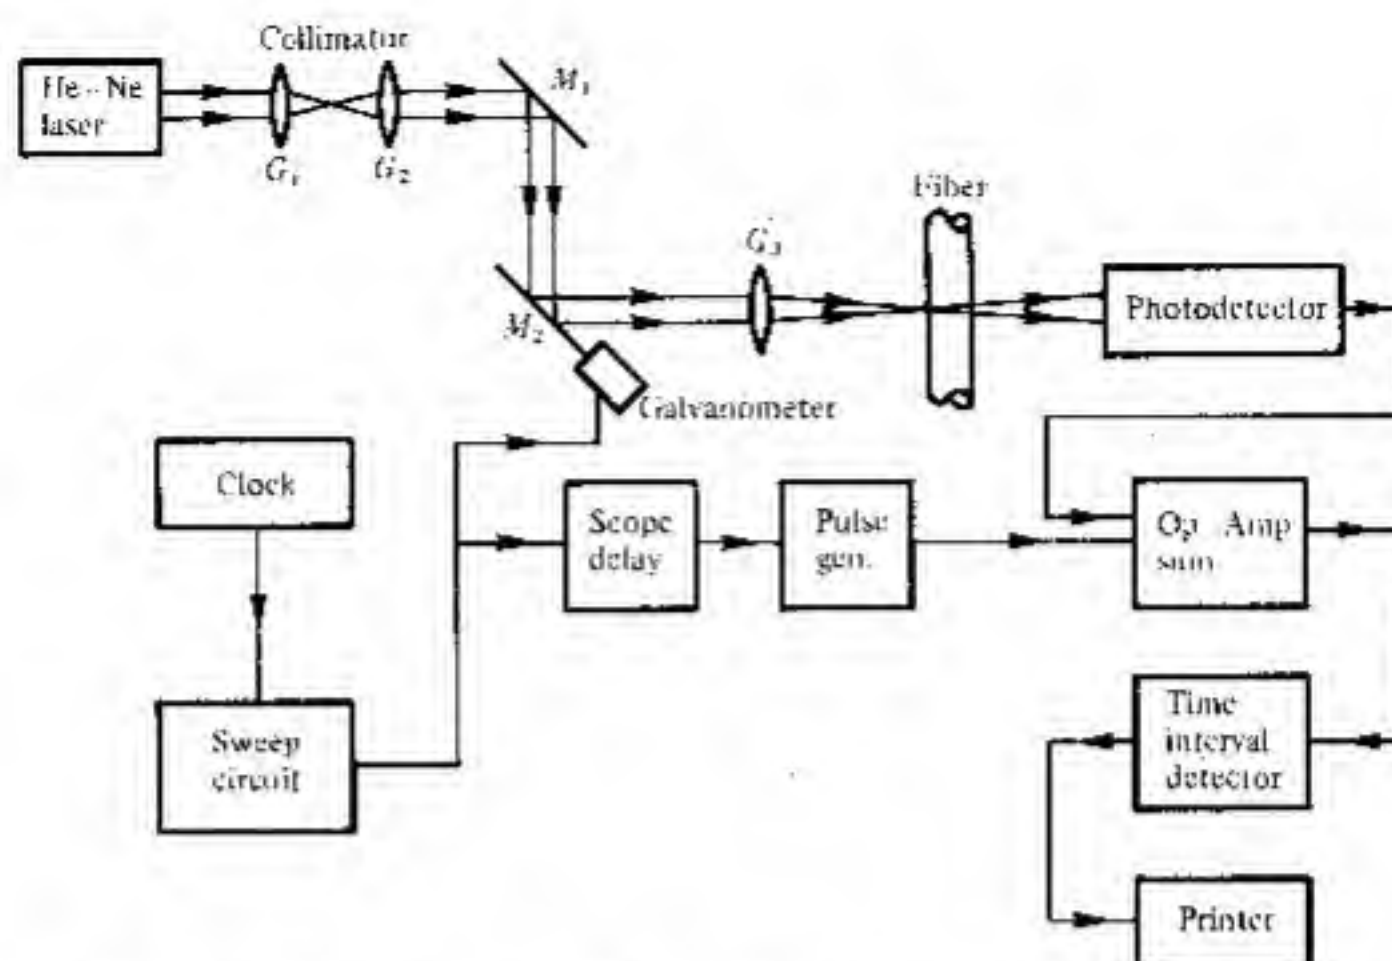 Collimator
He-Ne
laser
M₁
G₁
G₂
Fiber
G₃
Photodetector
M₂
Galvanometer
Clock
Scope
delay
Pulse
gen.
Op Amp
sum
Sweep
circuit
Time
interval
detector
Printer